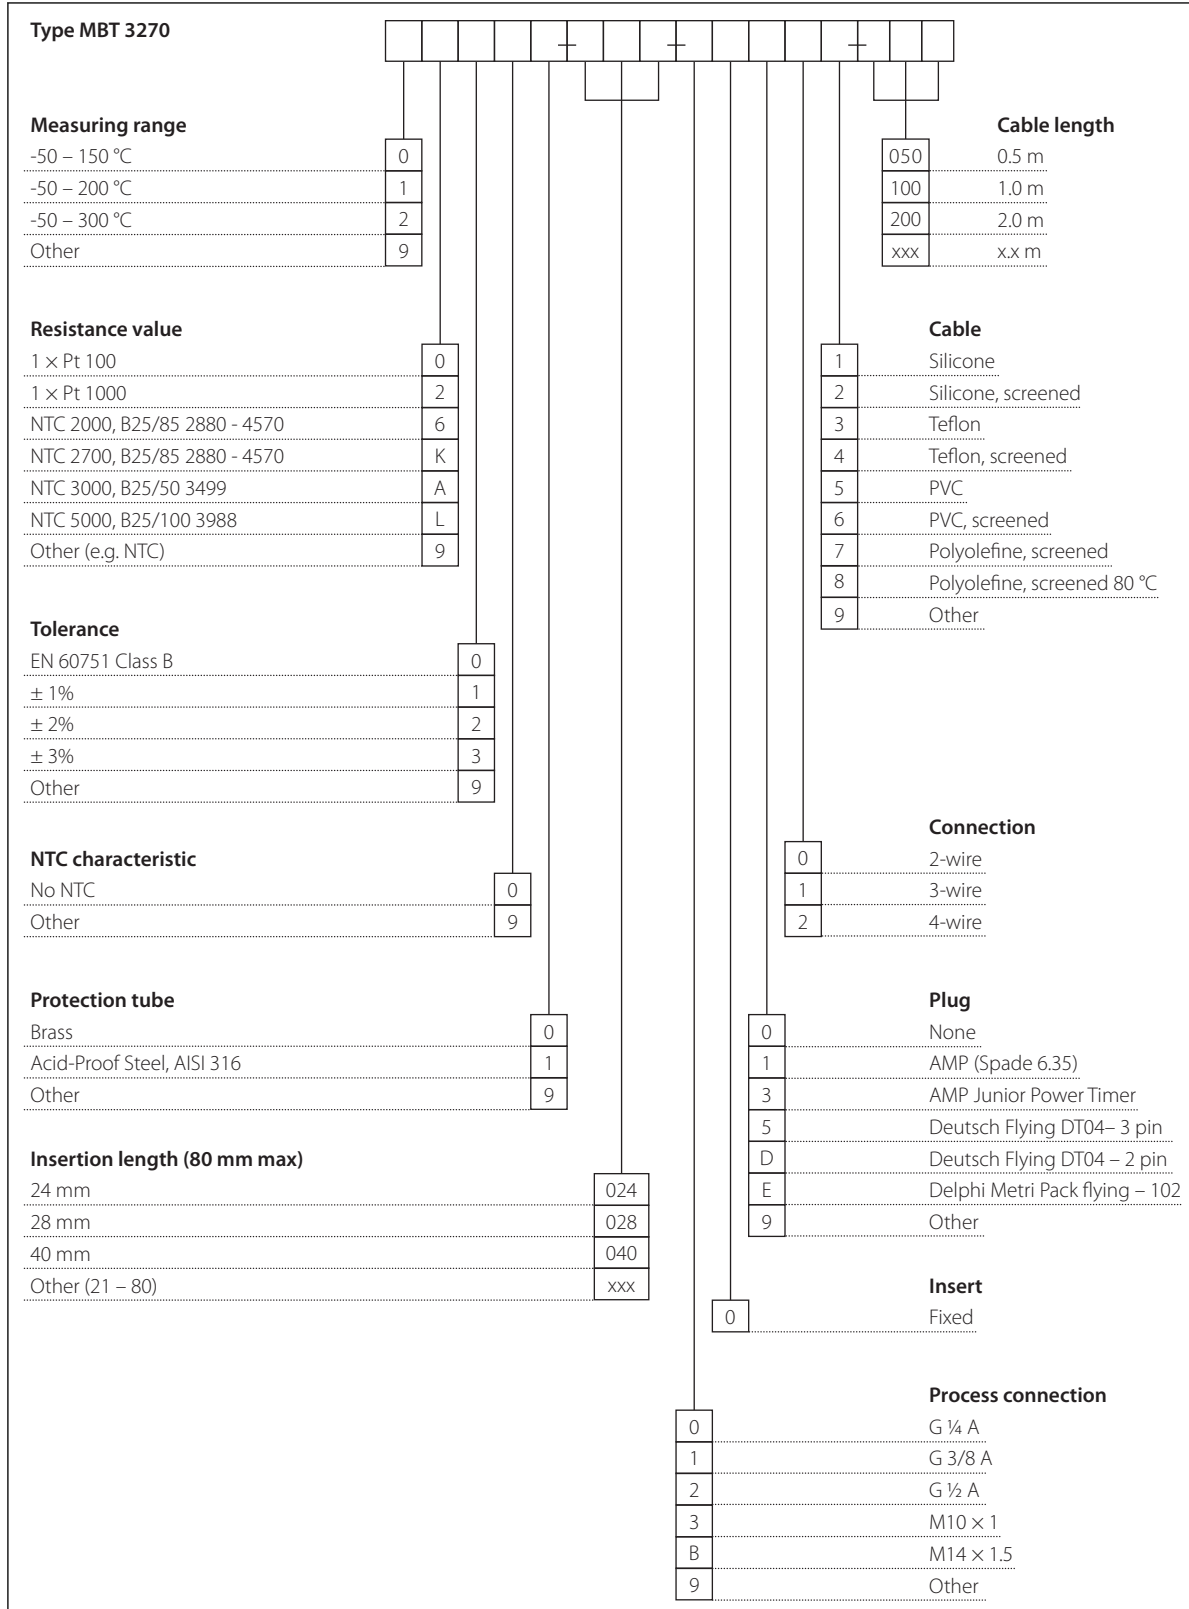 Type MBT 3270
Measuring range
-50 – 150 °C 0
-50 – 200 °C 1
-50 – 300 °C 2
Other 9
Cable length
050 0.5 m
100 1.0 m
200 2.0 m
xxx x.x m
Resistance value
1 × Pt 100 0
1 × Pt 1000 2
NTC 2000, B25/85 2880 - 4570 6
NTC 2700, B25/85 2880 - 4570 K
NTC 3000, B25/50 3499 A
NTC 5000, B25/100 3988 L
Other (e.g. NTC) 9
Cable
1 Silicone
2 Silicone, screened
3 Teflon
4 Teflon, screened
5 PVC
6 PVC, screened
7 Polyolefine, screened
8 Polyolefine, screened 80 °C
9 Other
Tolerance
EN 60751 Class B 0
± 1% 1
± 2% 2
± 3% 3
Other 9
Connection
0 2-wire
1 3-wire
2 4-wire
NTC characteristic
No NTC 0
Other 9
Protection tube
Brass 0
Acid-Proof Steel, AISI 316 1
Other 9
Plug
0 None
1 AMP (Spade 6.35)
3 AMP Junior Power Timer
5 Deutsch Flying DT04– 3 pin
D Deutsch Flying DT04 – 2 pin
E Delphi Metri Pack flying – 102
9 Other
Insertion length (80 mm max)
24 mm 024
28 mm 028
40 mm 040
Other (21 – 80) xxx
Insert
0 Fixed
Process connection
0 G ¼ A
1 G 3/8 A
2 G ½ A
3 M10 × 1
B M14 × 1.5
9 Other